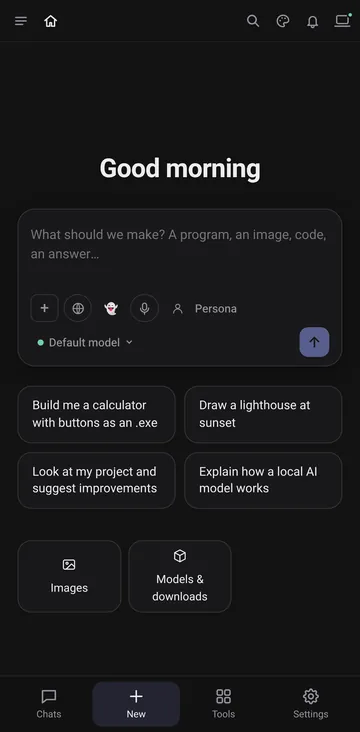 Good morning
What should we make? A program, an image, code,
an answer…
Persona
Default model
Build me a calculator
with buttons as an .exe
Draw a lighthouse at
sunset
Look at my project and
suggest improvements
Explain how a local AI
model works
Images
Models &
downloads
Chats
New
Tools
Settings